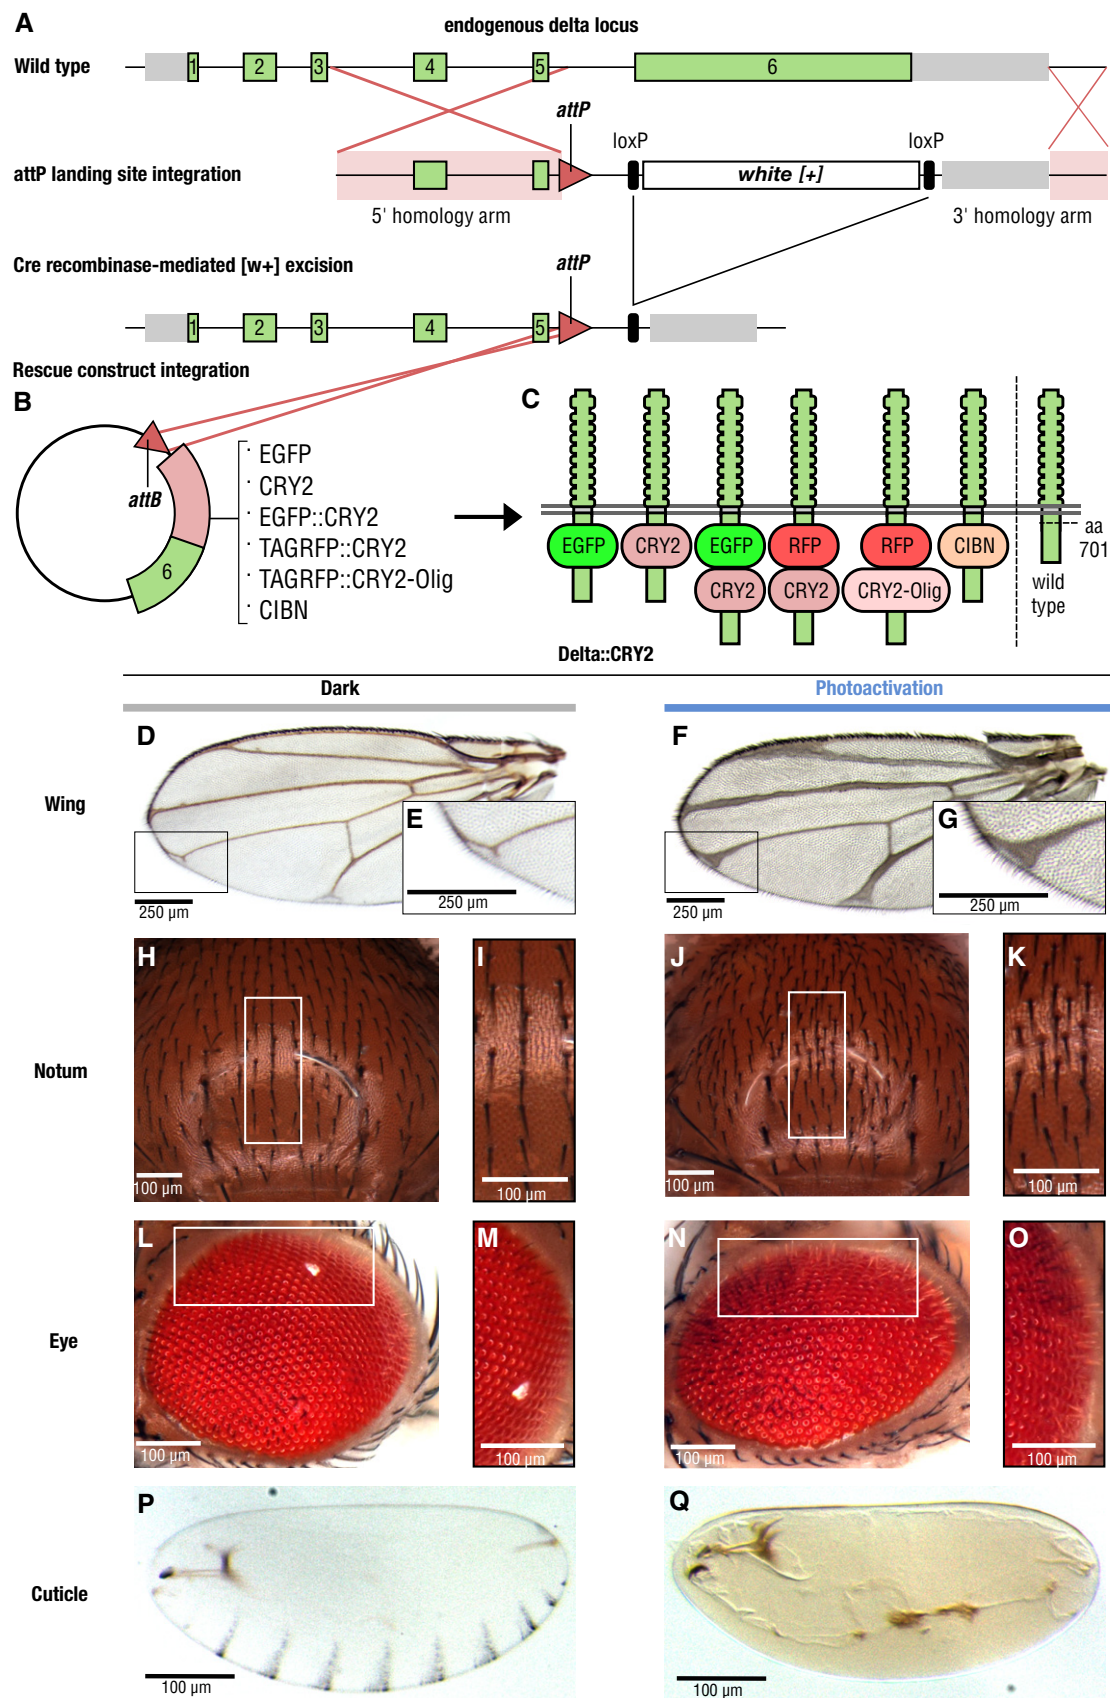 A
endogenous delta locus
Wild type
1 2 3 4 5 6
attP
loxP loxP
attP landing site integration
white [+]
5' homology arm 3' homology arm
Cre recombinase-mediated [w+] excision
attP
1 2 3 4 5
Rescue construct integration
B
attB
6
· EGFP
· CRY2
· EGFP::CRY2
· TAGRFP::CRY2
· TAGRFP::CRY2-Olig
· CIBN
C
EGFP CRY2 EGFP RFP RFP CIBN
CRY2 CRY2 CRY2-Olig
aa
701
wild
type
Delta::CRY2
Dark Photoactivation
Wing
D
E
250 µm
250 µm
F
G
250 µm
250 µm
Notum
H
100 µm
I
100 µm
J
100 µm
K
100 µm
Eye
L
100 µm
M
100 µm
N
100 µm
O
100 µm
Cuticle
P
100 µm
Q
100 µm